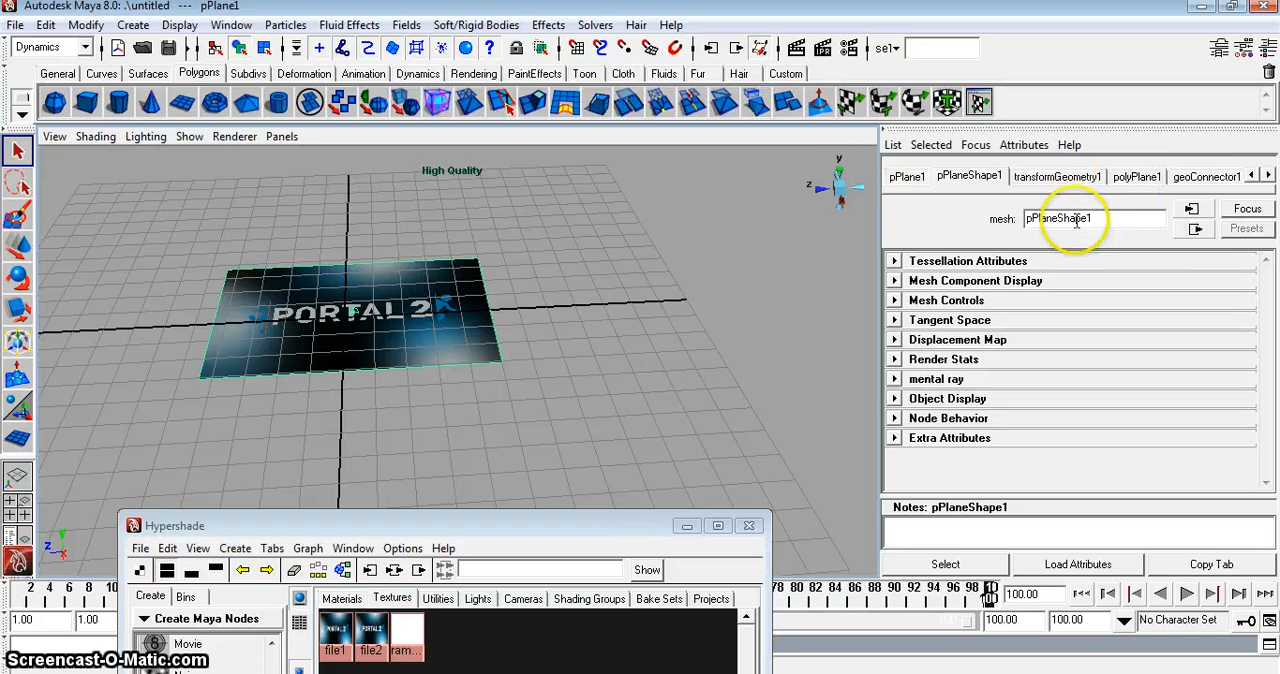 Autodesk Maya 8.0: .\untitled --- pPlane1
File Edit Modify Create Display Window Particles Fluid Effects Fields Soft/Rigid Bodies Effects Solvers Hair Help
Dynamics sel
General Curves Surfaces Polygons Subdivs Deformation Animation Dynamics Rendering PaintEffects Toon Cloth Fluids Fur Hair Custom
View Shading Lighting Show Renderer Panels
List Selected Focus Attributes Help
High Quality
y
z
pPlane1 pPlaneShape1 transformGeometry1 polyPlane1 geoConnector1
mesh: pPlaneShape1 Focus
Presets
Tessellation Attributes
Mesh Component Display
Mesh Controls
Tangent Space
Displacement Map
Render Stats
mental ray
Object Display
Node Behavior
Extra Attributes
PORTAL 2
Notes: pPlaneShape1
Select Load Attributes Copy Tab
Y
Z X
Hypershade
File Edit View Create Tabs Graph Window Options Help
Show
Create Bins
Materials Textures Utilities Lights Cameras Shading Groups Bake Sets Projects
Create Maya Nodes
Movie
PORTAL 2 PORTAL 2
file1 file2 ram...
2 4 6 8 10 78 80 82 84 86 88 90 92 94 96 98 100.00
1.00 1.00 100.00 100.00 No Character Set
Screencast-O-Matic.com